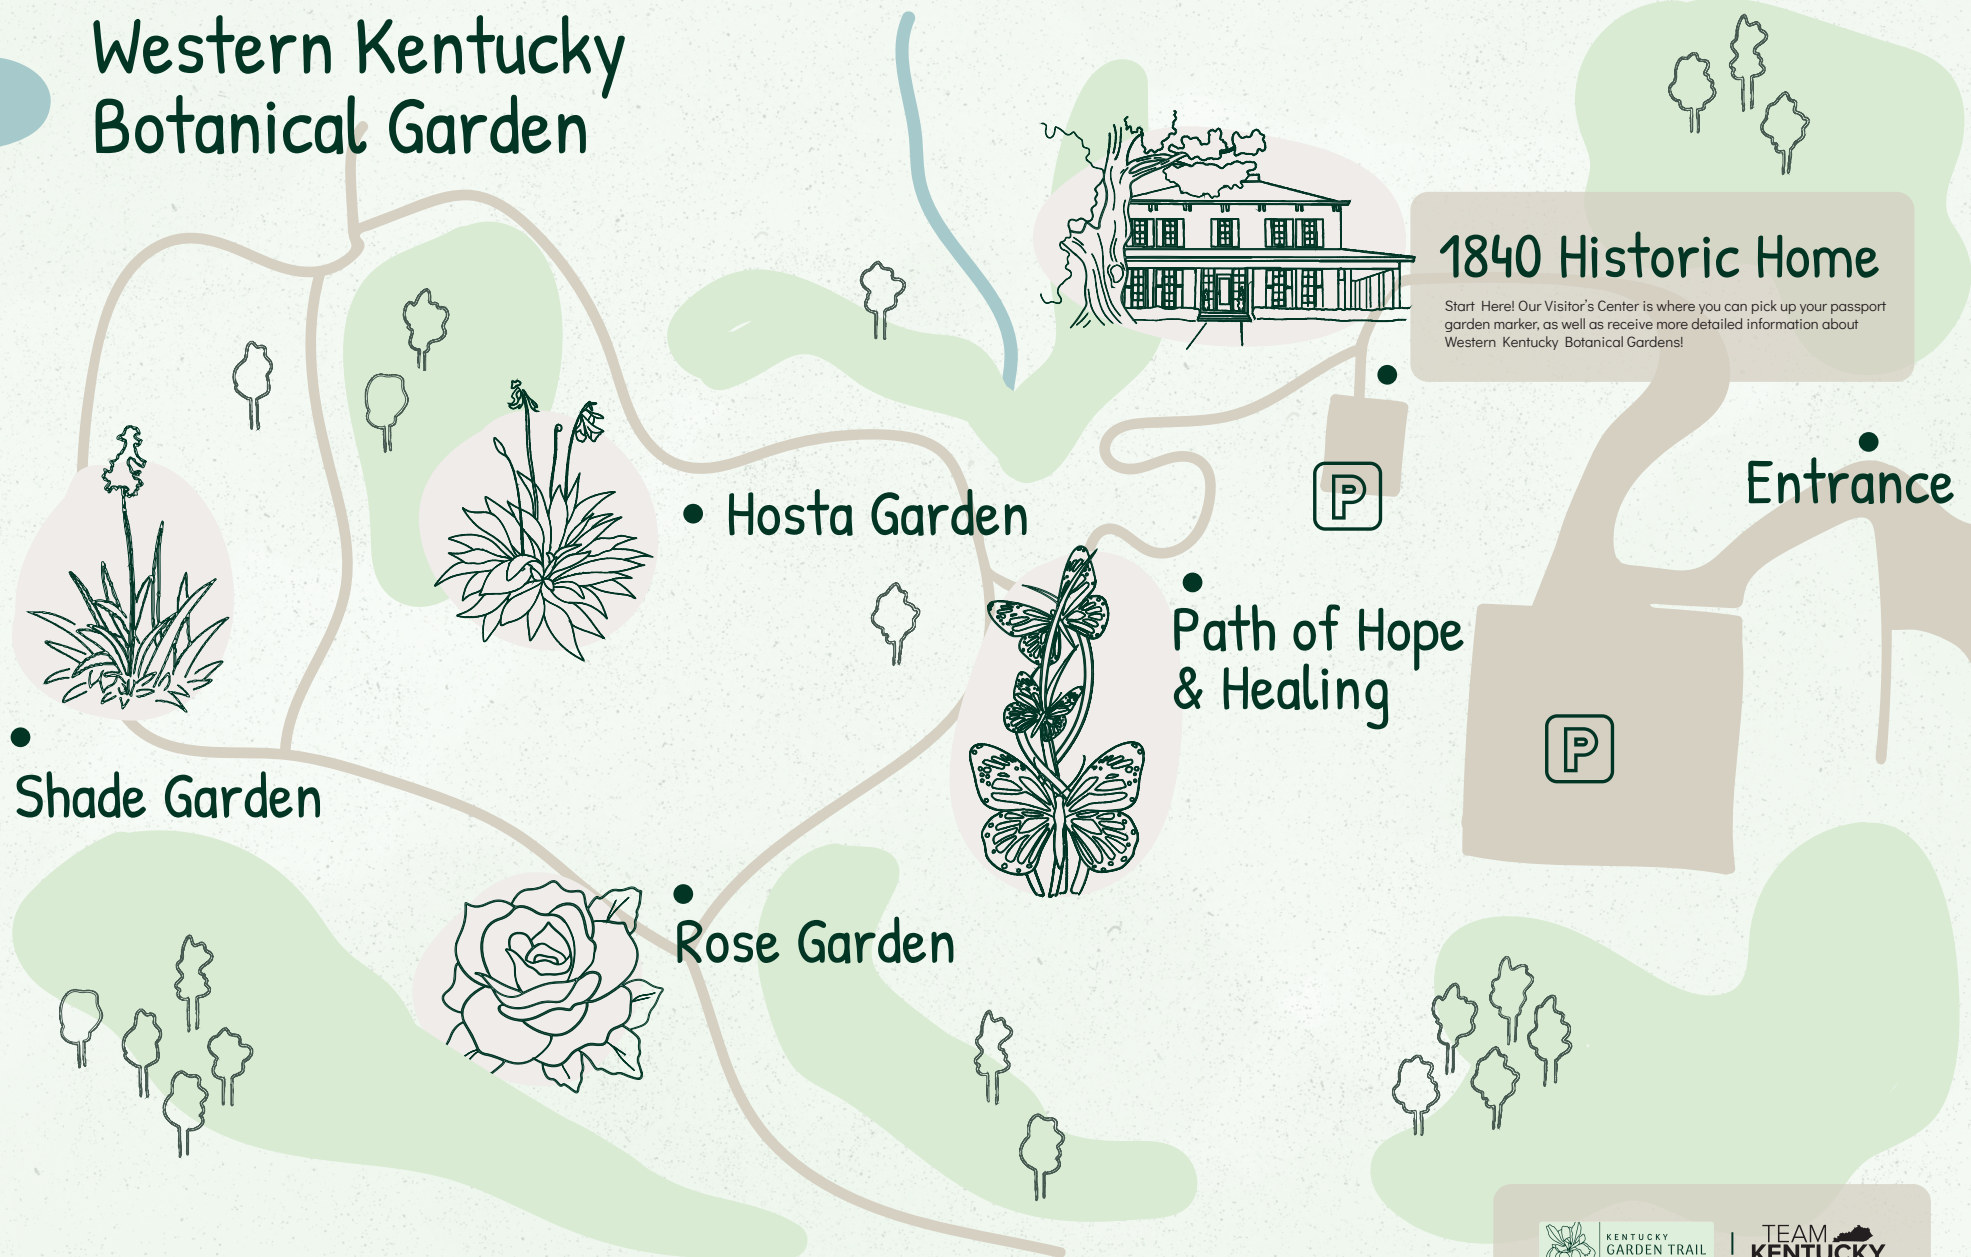 Western Kentucky
Botanical Garden
1840 Historic Home
Start Here! Our Visitor's Center is where you can pick up your passport
garden marker, as well as receive more detailed information about
Western Kentucky Botanical Gardens!
Entrance
P
Hosta Garden
Path of Hope
& Healing
P
Shade Garden
Rose Garden
KENTUCKY
GARDEN TRAIL
TEAM
KENTUCKY